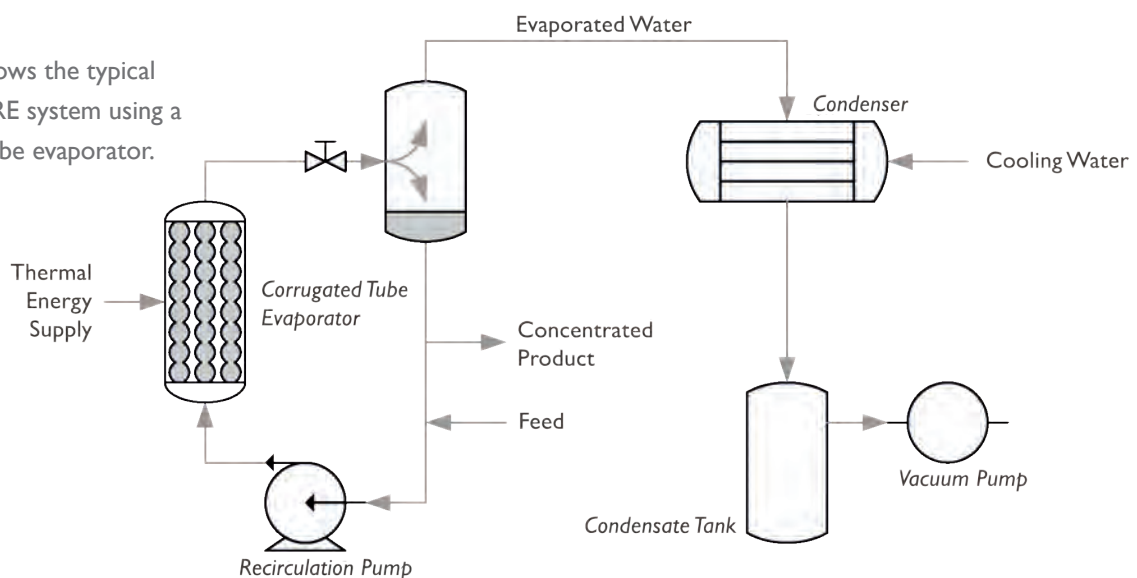 ows the typical
RE system using a
be evaporator.
Evaporated Water
Condenser
Cooling Water
Thermal
Energy
Supply
Corrugated Tube
Evaporator
Concentrated
Product
Feed
Vacuum Pump
Condensate Tank
Recirculation Pump